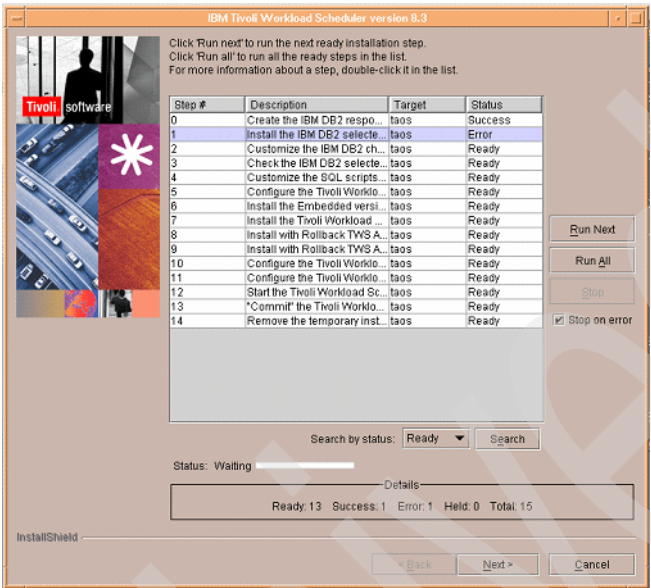 IBM Tivoli Workload Scheduler version 8.3
Click 'Run next' to run the next ready installation step.
Click 'Run all' to run all the ready steps in the list.
For more information about a step, double-click it in the list.
Tivoli. software
Step # Description Target Status
0 Create the IBM DB2 respo... taos Success
1 Install the IBM DB2 selecte... taos Error
2 Customize the IBM DB2 ch... taos Ready
3 Check the IBM DB2 selecte... taos Ready
4 Customize the SQL scripts... taos Ready
5 Configure the Tivoli Worklo... taos Ready
6 Install the Embedded versi... taos Ready
7 Install the Tivoli Workload ... taos Ready
8 Install with Rollback TWS A... taos Ready
9 Install with Rollback TWS A... taos Ready
10 Configure the Tivoli Worklo... taos Ready
11 Configure the Tivoli Worklo... taos Ready
12 Start the Tivoli Workload Sc... taos Ready
13 "Commit" the Tivoli Worklo... taos Ready
14 Remove the temporary inst... taos Ready
Run Next
Run All
Stop
Stop on error
Search by status: Ready Search
Status: Waiting
Details
Ready: 13 Success: 1 Error: 1 Held: 0 Total: 15
InstallShield
< Back Next > Cancel